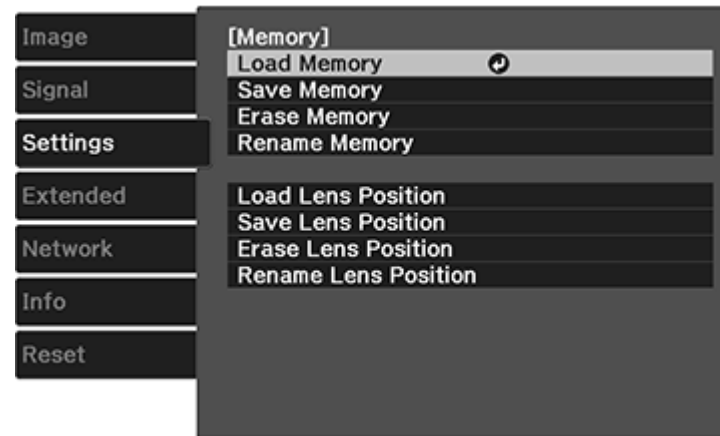 Image
Signal
Settings
Extended
Network
Info
Reset
[Memory]
Load Memory
Save Memory
Erase Memory
Rename Memory
Load Lens Position
Save Lens Position
Erase Lens Position
Rename Lens Position